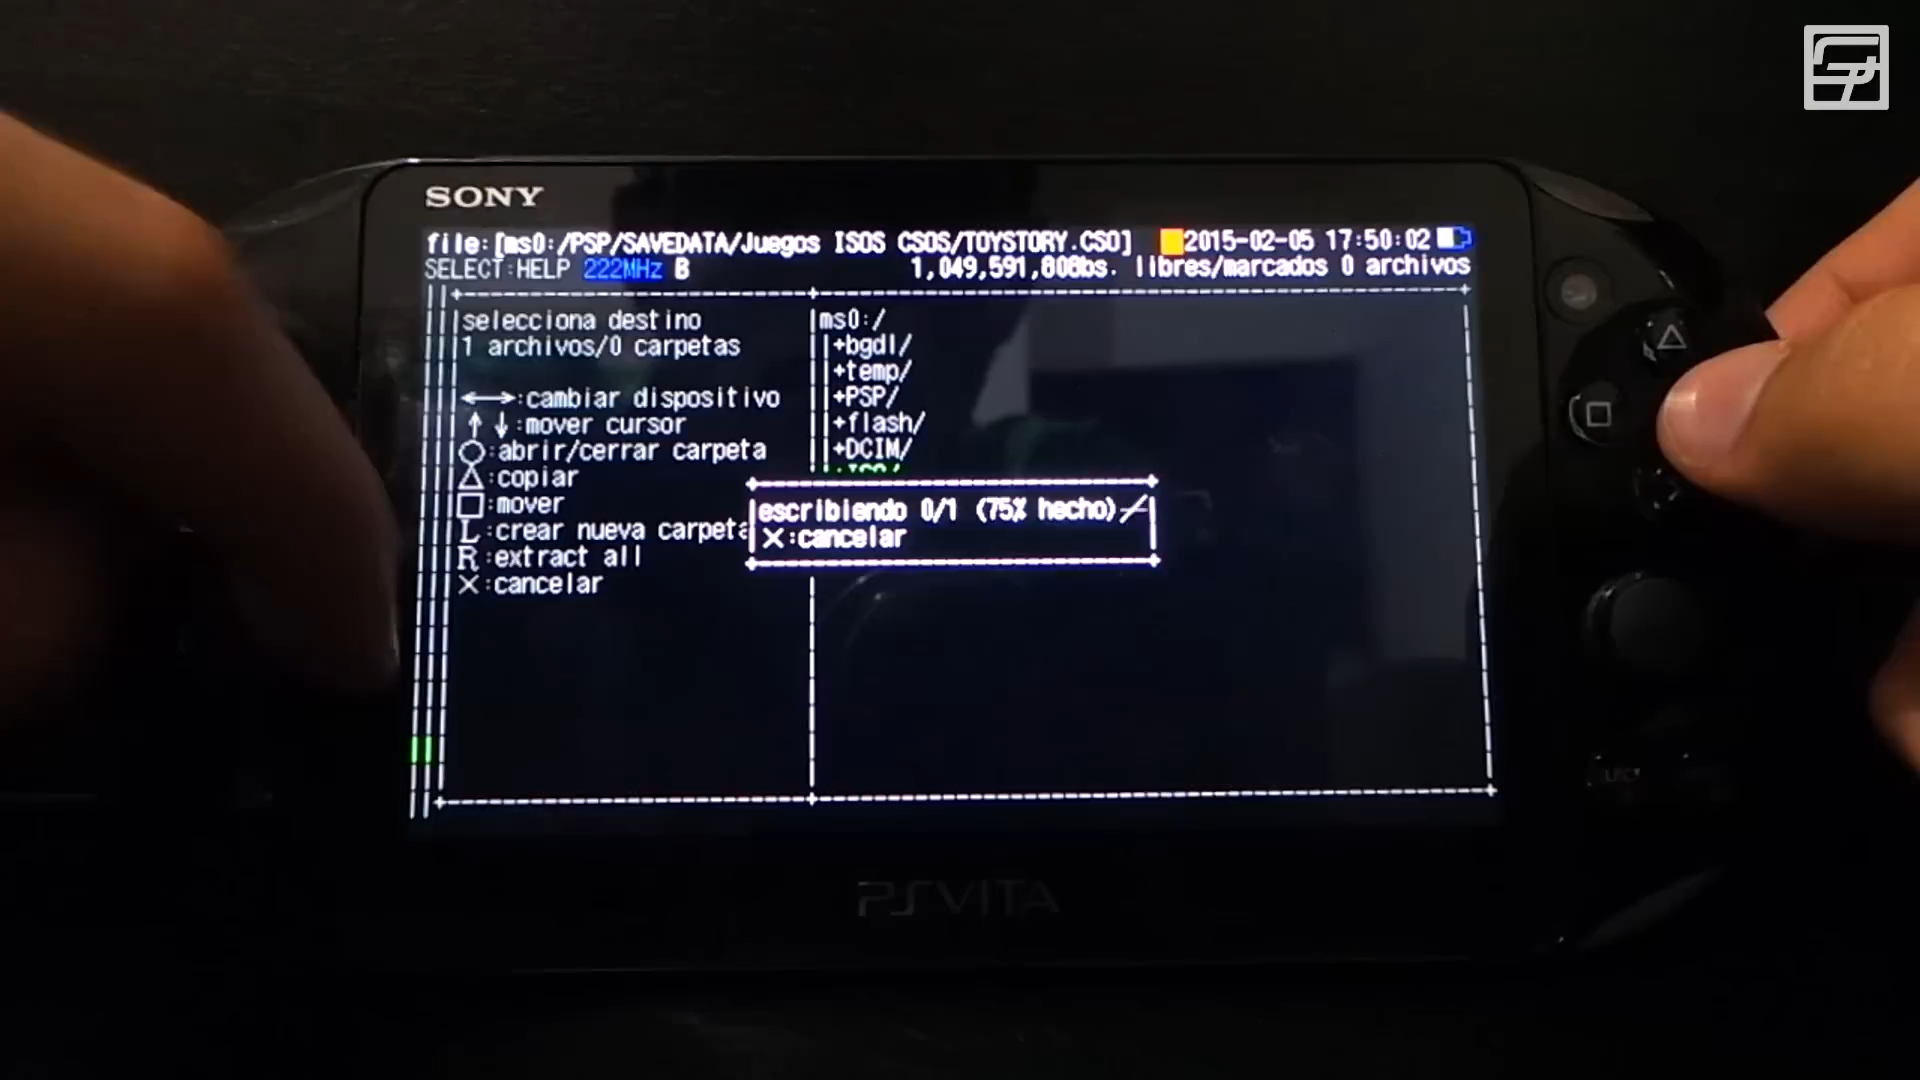 SONY
file:[ms0:/PSP/SAVEDATA/Juegos ISOS CSOS/TOYSTORY.CSO] 2015-02-05 17:50:02
SELECT:HELP 222MHz B 1,049,591,808bs. libres/marcados 0 archivos
selecciona destino
1 archivos/0 carpetas
←→:cambiar dispositivo
↑ ↓:mover cursor
○:abrir/cerrar carpeta
△:copiar
□:mover
L:crear nueva carpeta
R:extract all
×:cancelar
ms0:/
+bgdl/
+temp/
+PSP/
+flash/
+DCIM/
escribiendo 0/1 (75% hecho)
×:cancelar
PSVITA